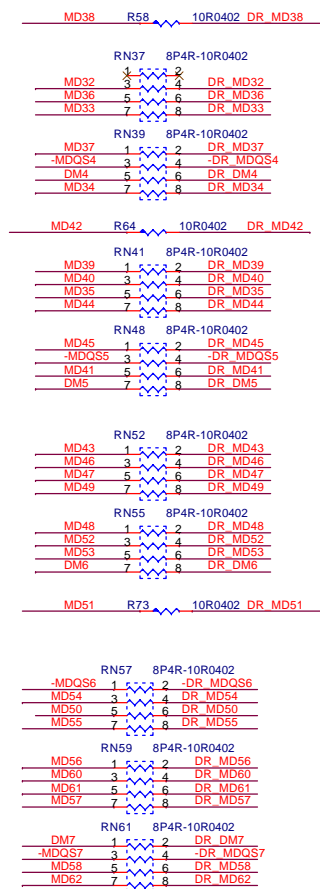 MD38 R58 10R0402 DR_MD38
RN37 8P4R-10R0402
1 2
MD32 3 4 DR_MD32
MD36 5 6 DR_MD36
MD33 7 8 DR_MD33
RN39 8P4R-10R0402
MD37 1 2 DR_MD37
-MDQS4 3 4 -DR_MDQS4
DM4 5 6 DR_DM4
MD34 7 8 DR_MD34
MD42 R64 10R0402 DR_MD42
RN41 8P4R-10R0402
MD39 1 2 DR_MD39
MD40 3 4 DR_MD40
MD35 5 6 DR_MD35
MD44 7 8 DR_MD44
RN48 8P4R-10R0402
MD45 1 2 DR_MD45
-MDQS5 3 4 -DR_MDQS5
MD41 5 6 DR_MD41
DM5 7 8 DR_DM5
RN52 8P4R-10R0402
MD43 1 2 DR_MD43
MD46 3 4 DR_MD46
MD47 5 6 DR_MD47
MD49 7 8 DR_MD49
RN55 8P4R-10R0402
MD48 1 2 DR_MD48
MD52 3 4 DR_MD52
MD53 5 6 DR_MD53
DM6 7 8 DR_DM6
MD51 R73 10R0402 DR_MD51
RN57 8P4R-10R0402
-MDQS6 1 2 -DR_MDQS6
MD54 3 4 DR_MD54
MD50 5 6 DR_MD50
MD55 7 8 DR_MD55
RN59 8P4R-10R0402
MD56 1 2 DR_MD56
MD60 3 4 DR_MD60
MD61 5 6 DR_MD61
MD57 7 8 DR_MD57
RN61 8P4R-10R0402
DM7 1 2 DR_DM7
-MDQS7 3 4 -DR_MDQS7
MD58 5 6 DR_MD58
MD62 7 8 DR_MD62